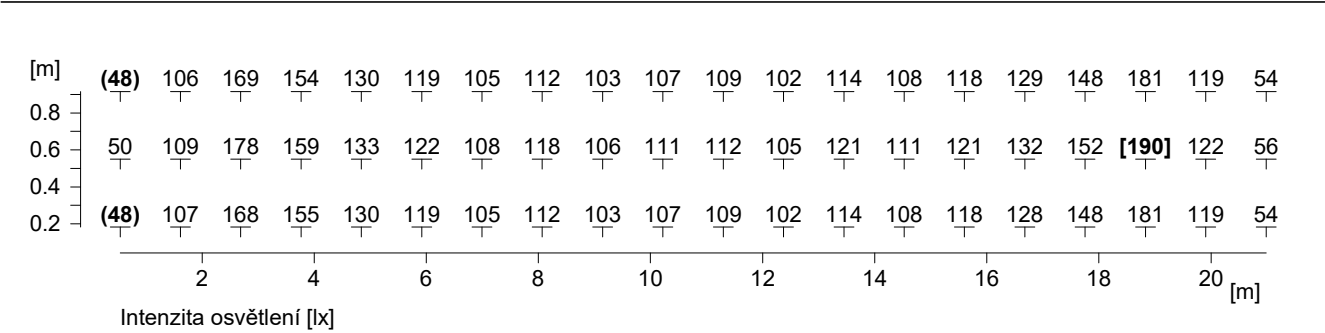 [m]
(48) 106 169 154 130 119 105 112 103 107 109 102 114 108 118 129 148 181 119 54
0.8
0.6 50 109 178 159 133 122 108 118 106 111 112 105 121 111 121 132 152 [190] 122 56
0.4
0.2 (48) 107 168 155 130 119 105 112 103 107 109 102 114 108 118 128 148 181 119 54
2 4 6 8 10 12 14 16 18 20 [m]
Intenzita osvětlení [lx]